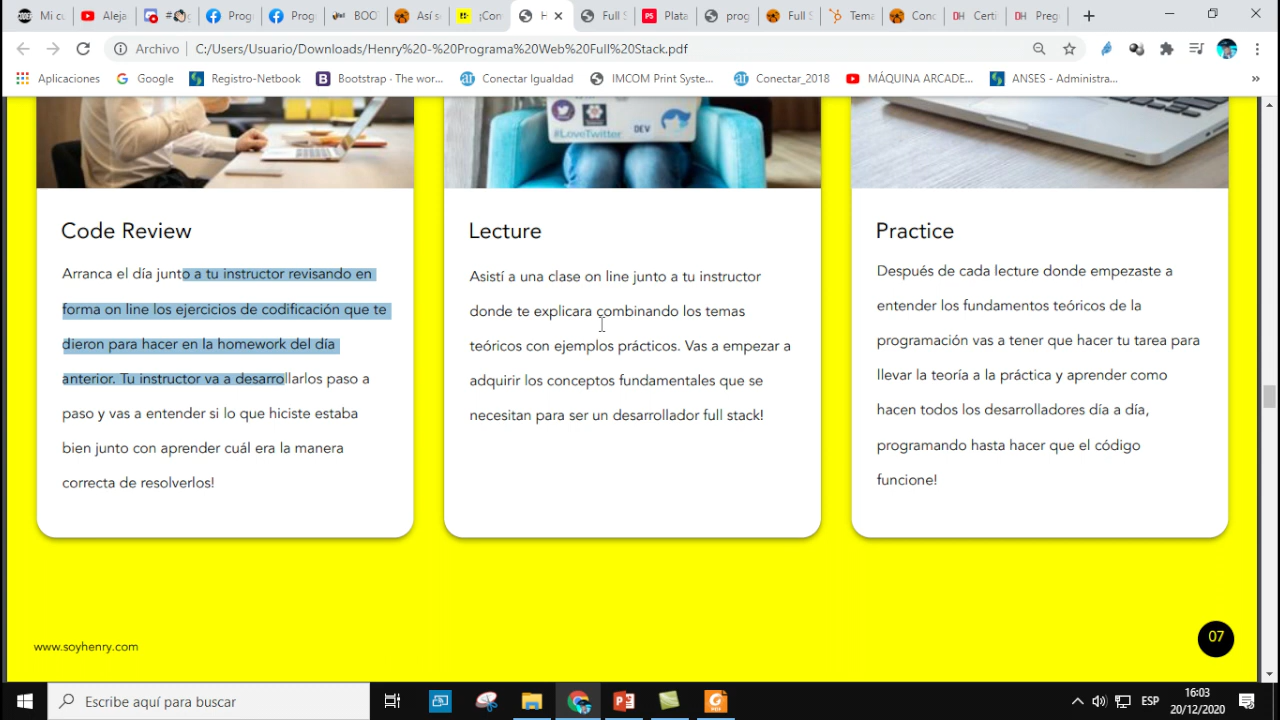 Mi cu
Aleja
#
Prog
Prog
BOO
Así s
¡Con
H
Full S
Plata
prog
Full S
Tema
Conc
Certi
Preg
Archivo
C:/Users/Usuario/Downloads/Henry%20-%20Programa%20Web%20Full%20Stack.pdf
Aplicaciones
Google
Registro-Netbook
Bootstrap · The wor...
Conectar Igualdad
IMCOM Print Syste...
Conectar_2018
MÁQUINA ARCADE...
ANSES - Administra...
»
#LoveTwitter
DEV
Code Review
Arranca el día junto a tu instructor revisando en
forma on line los ejercicios de codificación que te
dieron para hacer en la homework del día
anterior. Tu instructor va a desarrollarlos paso a
paso y vas a entender si lo que hiciste estaba
bien junto con aprender cuál era la manera
correcta de resolverlos!
Lecture
Asistí a una clase on line junto a tu instructor
donde te explicara combinando los temas
teóricos con ejemplos prácticos. Vas a empezar a
adquirir los conceptos fundamentales que se
necesitan para ser un desarrollador full stack!
Practice
Después de cada lecture donde empezaste a
entender los fundamentos teóricos de la
programación vas a tener que hacer tu tarea para
llevar la teoría a la práctica y aprender como
hacen todos los desarrolladores día a día,
programando hasta hacer que el código
funcione!
www.soyhenry.com
07
Escribe aquí para buscar
ESP
16:03
20/12/2020